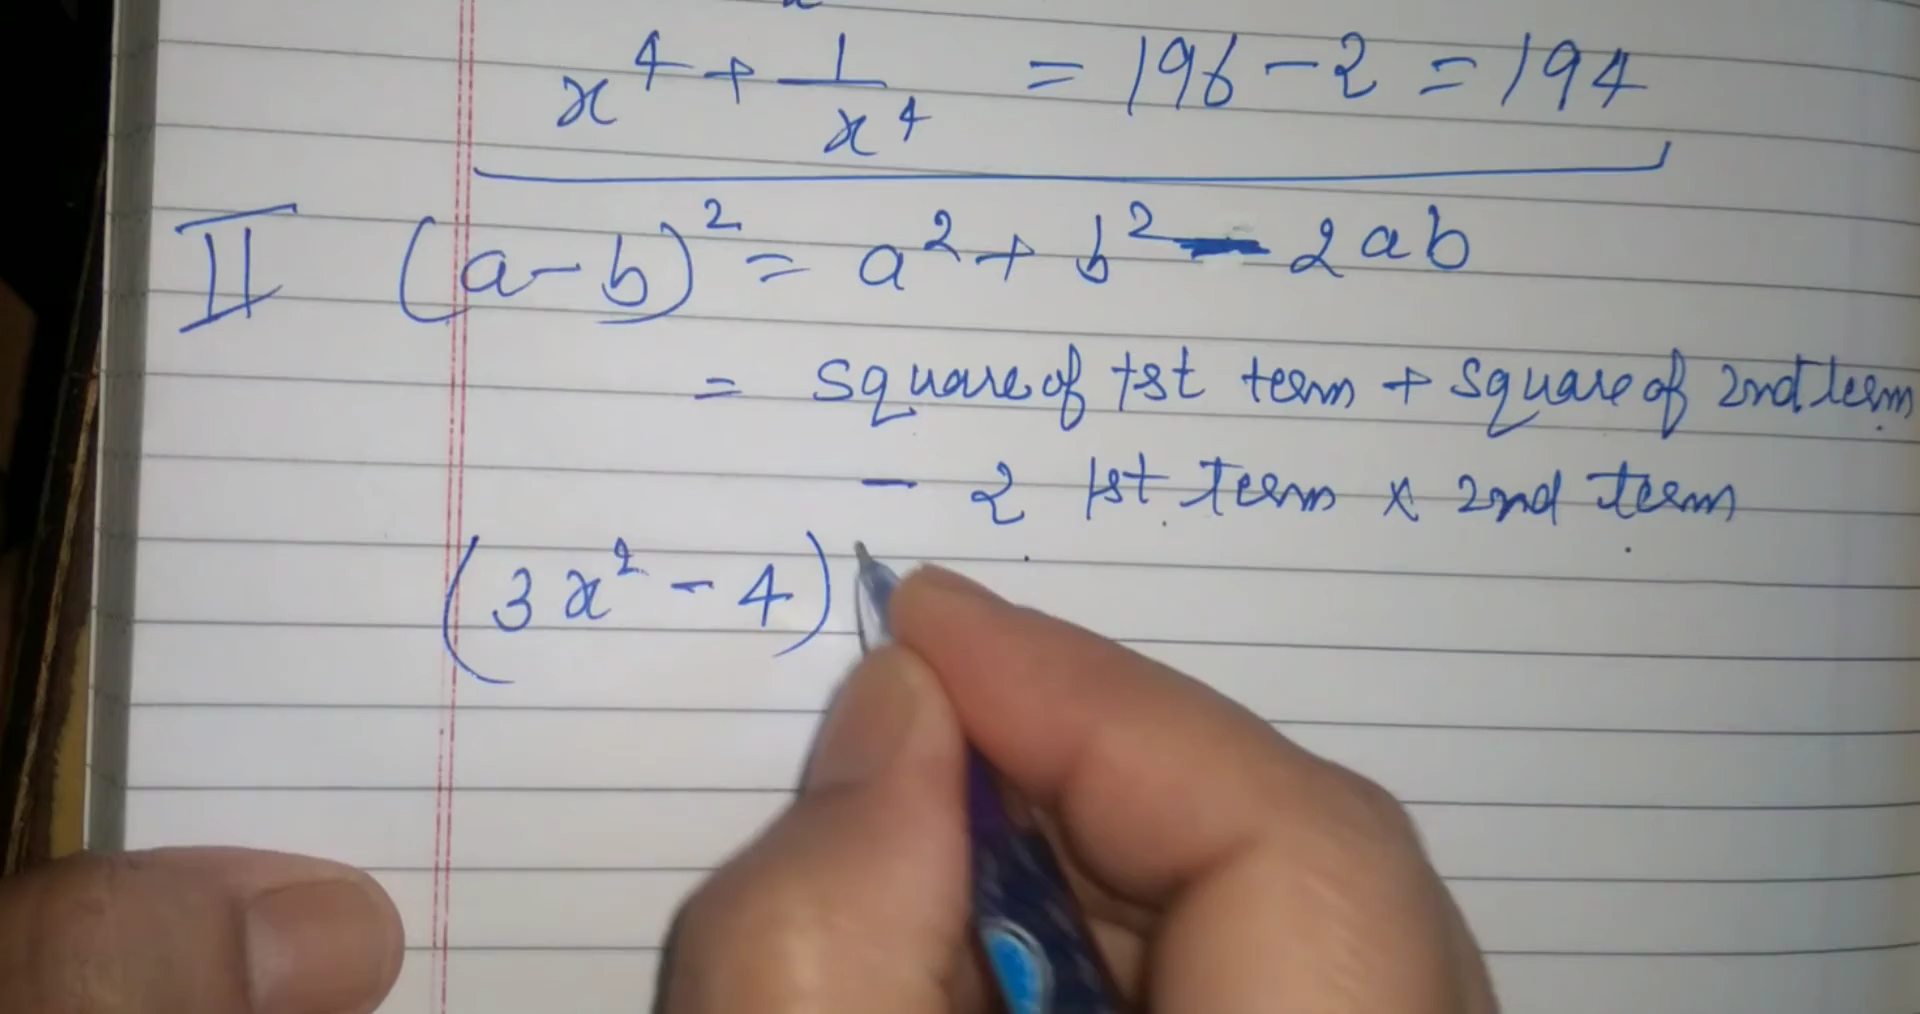 x⁴ + 1/x⁴ = 196 - 2 = 194
II (a - b)² = a² + b² - 2ab
= square of 1st term + square of 2nd term
- 2 1st term × 2nd term
(3x² - 4)